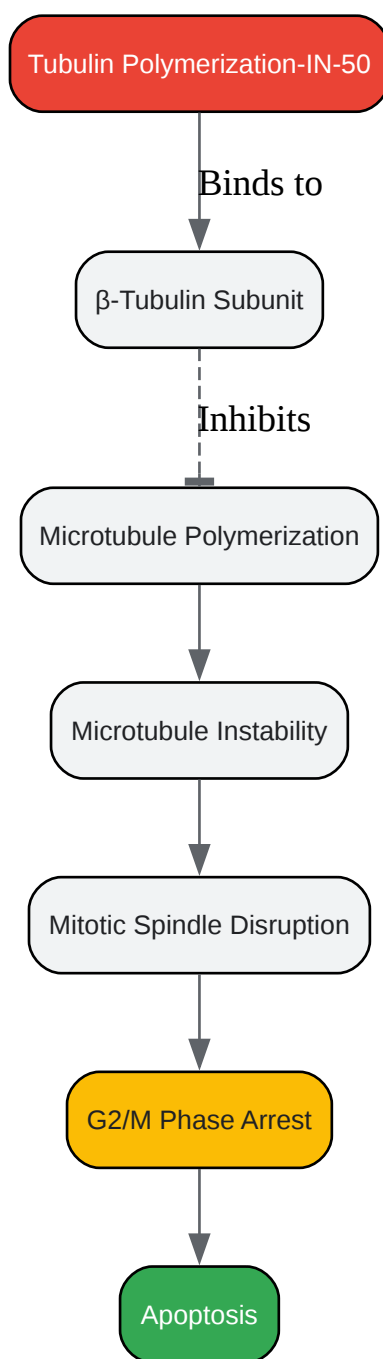 Tubulin Polymerization-IN-50
Binds to
β-Tubulin Subunit
Inhibits
Microtubule Polymerization
Microtubule Instability
Mitotic Spindle Disruption
G2/M Phase Arrest
Apoptosis